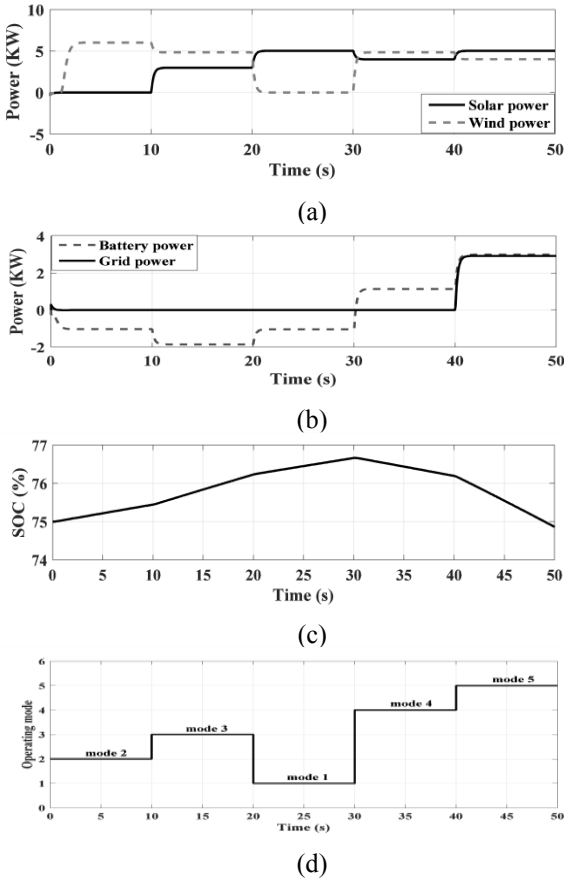 10
5
0
-5
Power (KW)
Solar power
Wind power
0 10 20 30 40 50
Time (s)
(a)
4
2
0
-2
Power (KW)
Battery power
Grid power
0 10 20 30 40 50
Time (s)
(b)
77
76
75
74
SOC (%)
0 5 10 15 20 25 30 35 40 45 50
Time (s)
(c)
6
5
4
3
2
1
0
Operating mode
mode 2
mode 3
mode 1
mode 4
mode 5
0 5 10 15 20 25 30 35 40 45 50
Time (s)
(d)